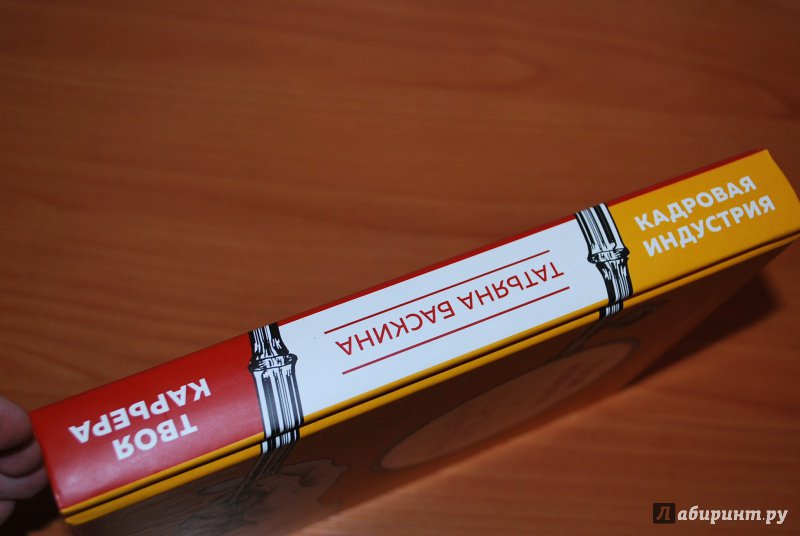 ТВОЯ
КАРЬЕРА
ТАТЬЯНА БАСКИНА
КАДРОВАЯ
ИНДУСТРИЯ
Лабиринт.ру